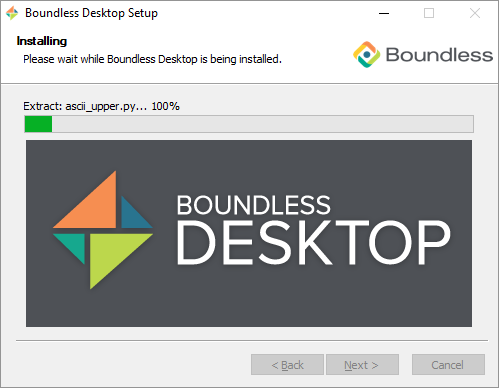 Boundless Desktop Setup
Installing
Please wait while Boundless Desktop is being installed.
Boundless
Extract: ascii_upper.py... 100%
BOUNDLESS
DESKTOP
< Back
Next >
Cancel